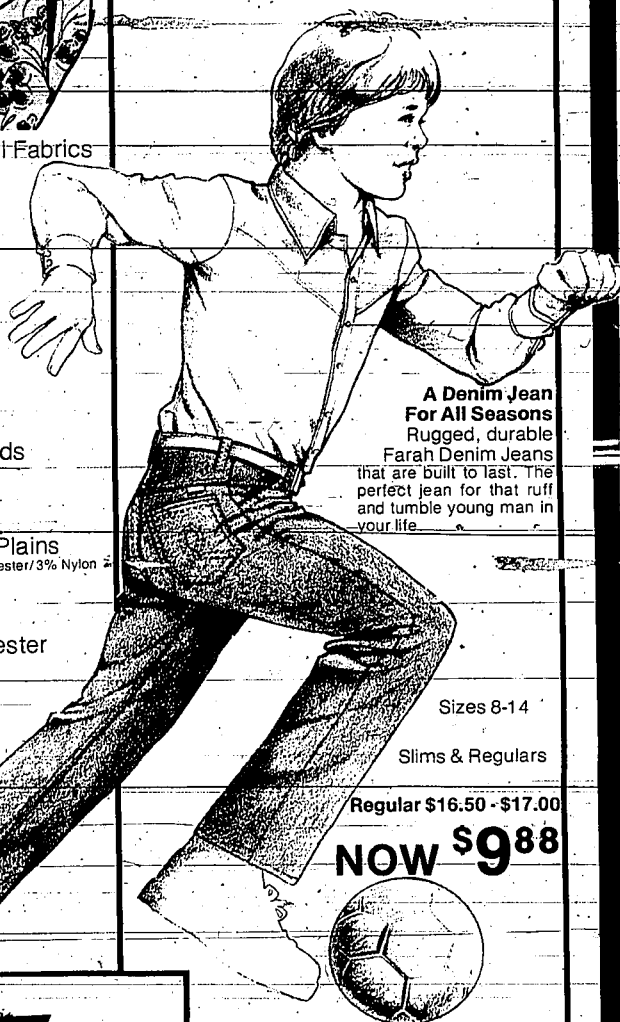 l Fabrics
ds
Plains
ester/3% Nylon
ester
A Denim Jean
For All Seasons
Rugged, durable
Farah Denim Jeans
that are built to last. The
perfect jean for that ruff
and tumble young man in
your life.
Sizes 8-14
Slims & Regulars
Regular $16.50 - $17.00
NOW $9 88